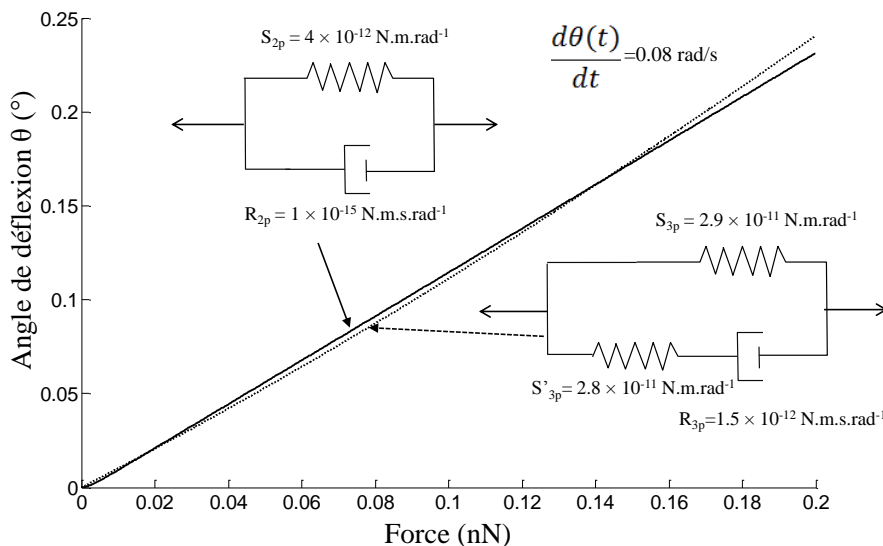 0.25
0.2
0.15
0.1
0.05
0
Angle de déflexion θ (°)
S2p = 4 × 10-12 N.m.rad-1
dθ(t)
dt
=0.08 rad/s
R2p = 1 × 10-15 N.m.s.rad-1
S3p = 2.9 × 10-11 N.m.rad-1
S’3p= 2.8 × 10-11 N.m.rad-1
R3p=1.5 × 10-12 N.m.s.rad-1
0 0.02 0.04 0.06 0.08 0.1 0.12 0.14 0.16 0.18 0.2
Force (nN)